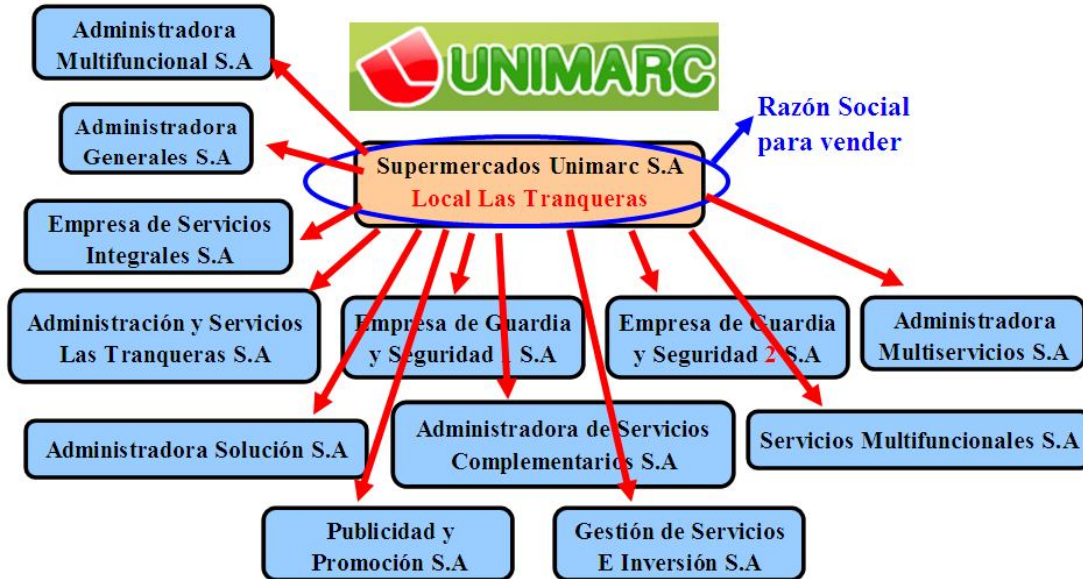 Administradora
Multifuncional S.A
UNIMARC
Razón Social
para vender
Administradora
Generales S.A
Supermercados Unimarc S.A
Local Las Tranqueras
Empresa de Servicios
Integrales S.A
Administración y Servicios
Las Tranqueras S.A
Empresa de Guardia
y Seguridad 1 S.A
Empresa de Guardia
y Seguridad 2 S.A
Administradora
Multiservicios S.A
Administradora Solución S.A
Administradora de Servicios
Complementarios S.A
Servicios Multifuncionales S.A
Publicidad y
Promoción S.A
Gestión de Servicios
E Inversión S.A